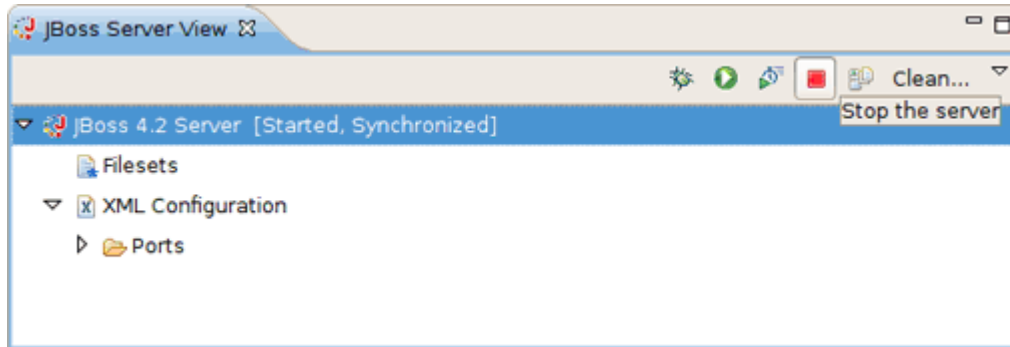 JBoss Server View
Clean...
Stop the server
JBoss 4.2 Server [Started, Synchronized]
Filesets
XML Configuration
Ports